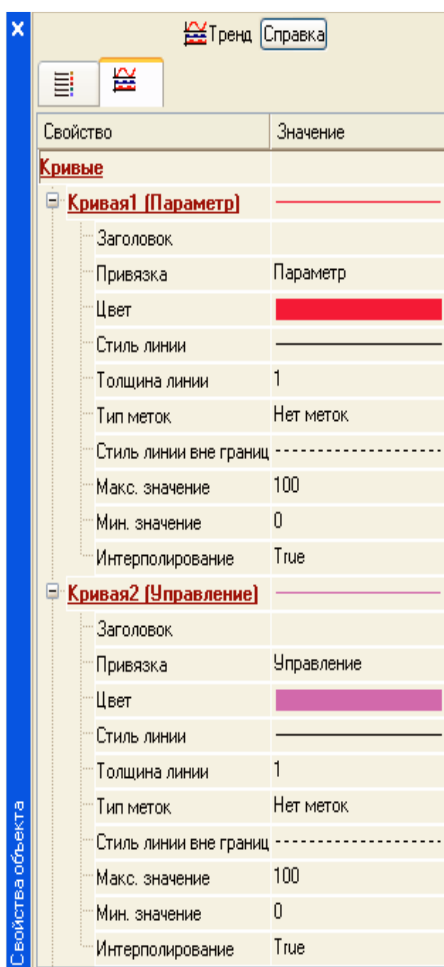 Тренд Справка
Свойство Значение
Кривые
Кривая1 (Параметр)
Заголовок
Привязка Параметр
Цвет
Стиль линии
Толщина линии 1
Тип меток Нет меток
Стиль линии вне границ
Макс. значение 100
Мин. значение 0
Интерполирование True
Кривая2 (Управление)
Заголовок
Привязка Управление
Цвет
Стиль линии
Толщина линии 1
Тип меток Нет меток
Стиль линии вне границ
Макс. значение 100
Мин. значение 0
Интерполирование True
Свойства объекта